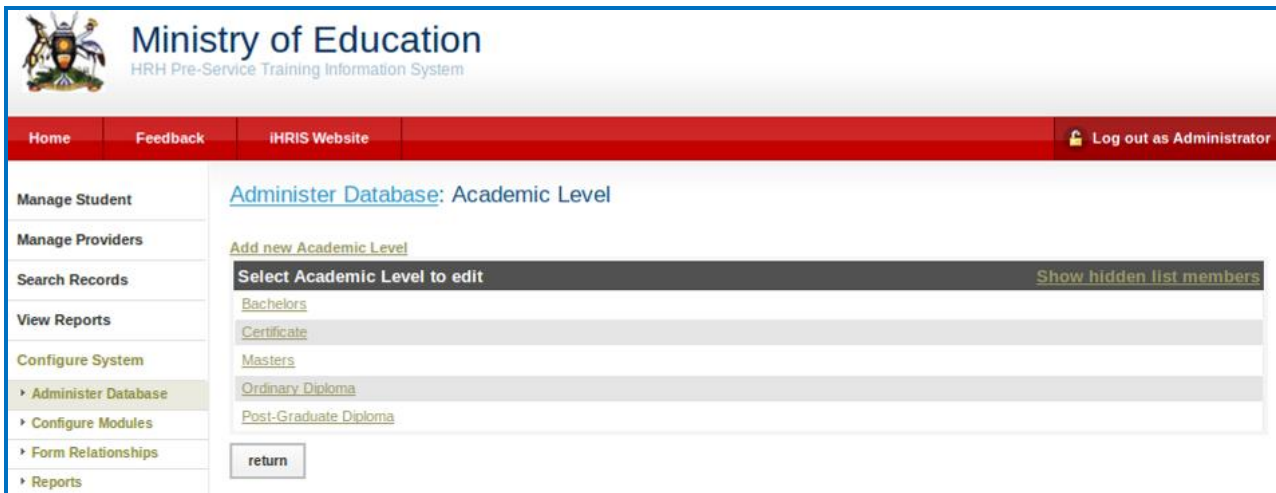 Ministry of Education
HRH Pre-Service Training Information System
Home Feedback iHRIS Website Log out as Administrator
Manage Student
Manage Providers
Search Records
View Reports
Configure System
Administer Database
Configure Modules
Form Relationships
Reports
Administer Database: Academic Level
Add new Academic Level
Select Academic Level to edit Show hidden list members
Bachelors
Certificate
Masters
Ordinary Diploma
Post-Graduate Diploma
return